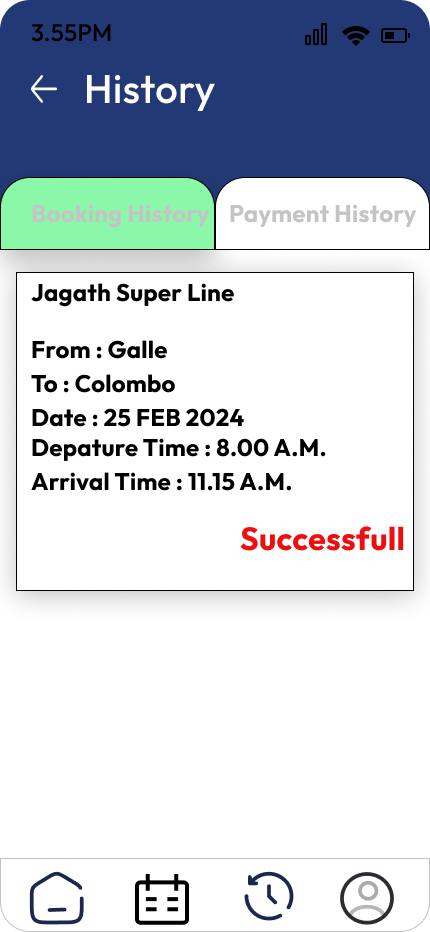 3.55PM
History
Booking History
Payment History
Jagath Super Line
From : Galle
To : Colombo
Date : 25 FEB 2024
Depature Time : 8.00 A.M.
Arrival Time : 11.15 A.M.
Successfull